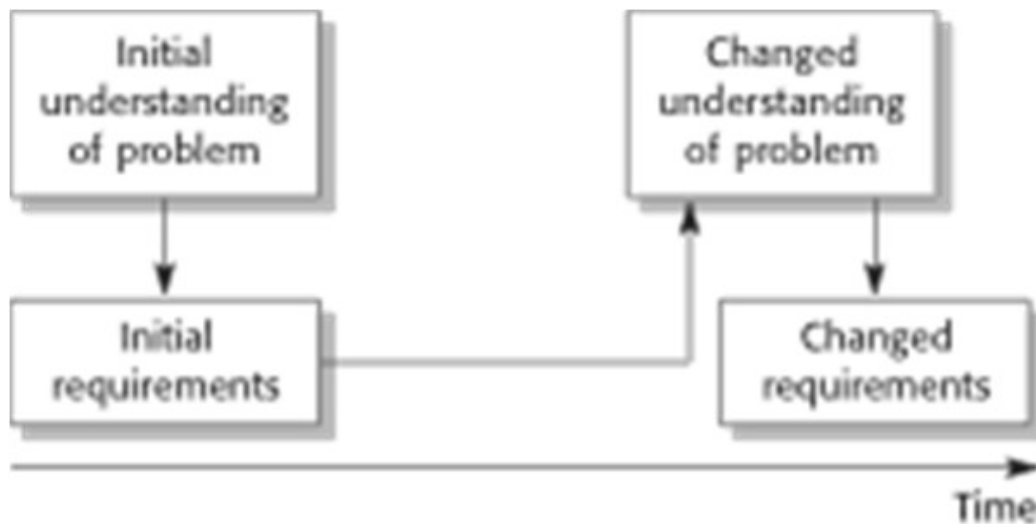 Initial
understanding
of problem
Changed
understanding
of problem
Initial
requirements
Changed
requirements
Time